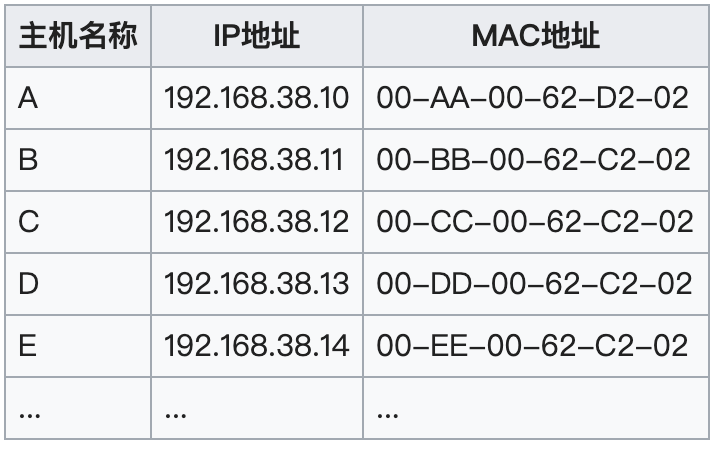 主机名称 IP地址 MAC地址
A 192.168.38.10 00-AA-00-62-D2-02
B 192.168.38.11 00-BB-00-62-C2-02
C 192.168.38.12 00-CC-00-62-C2-02
D 192.168.38.13 00-DD-00-62-C2-02
E 192.168.38.14 00-EE-00-62-C2-02
... ... ...